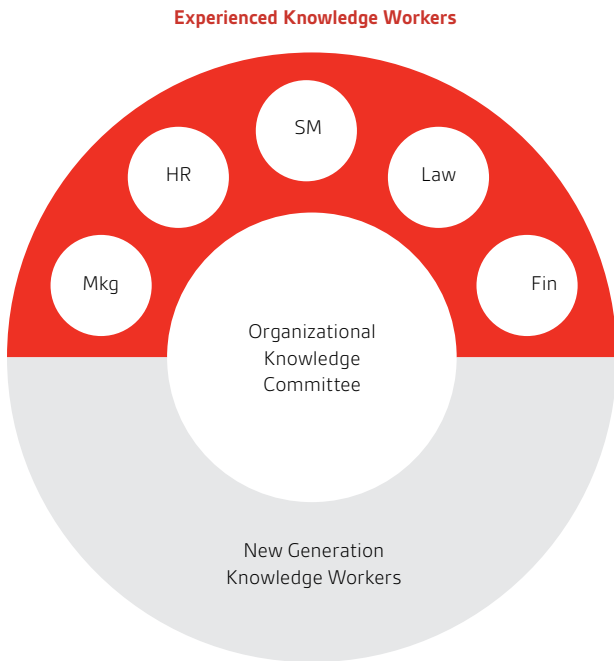 Experienced Knowledge Workers
SM
HR
Law
Mkg
Fin
Organizational
Knowledge
Committee
New Generation
Knowledge Workers